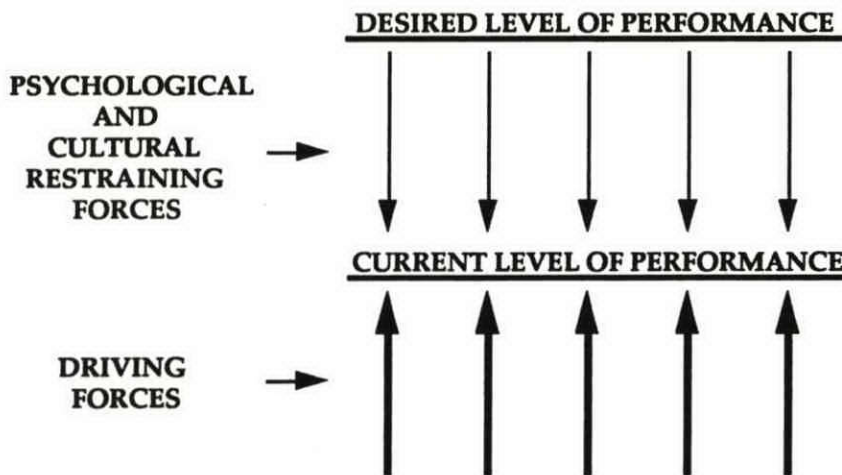 DESIRED LEVEL OF PERFORMANCE
PSYCHOLOGICAL
AND
CULTURAL
RESTRAINING
FORCES
CURRENT LEVEL OF PERFORMANCE
DRIVING
FORCES